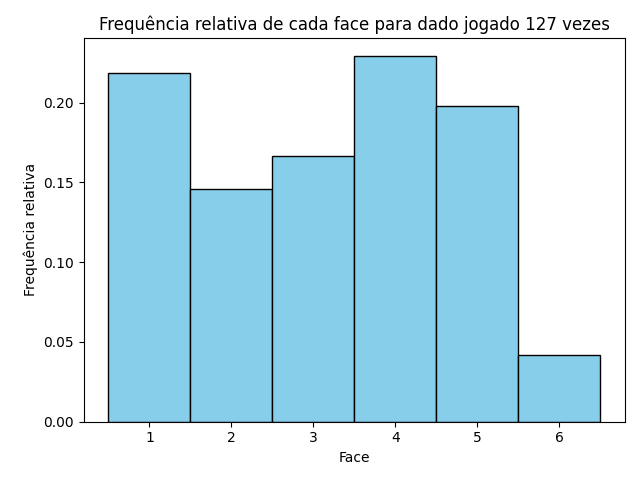 Frequência relativa de cada face para dado jogado 127 vezes
Frequência relativa
0.20
0.15
0.10
0.05
0.00
1 2 3 4 5 6
Face